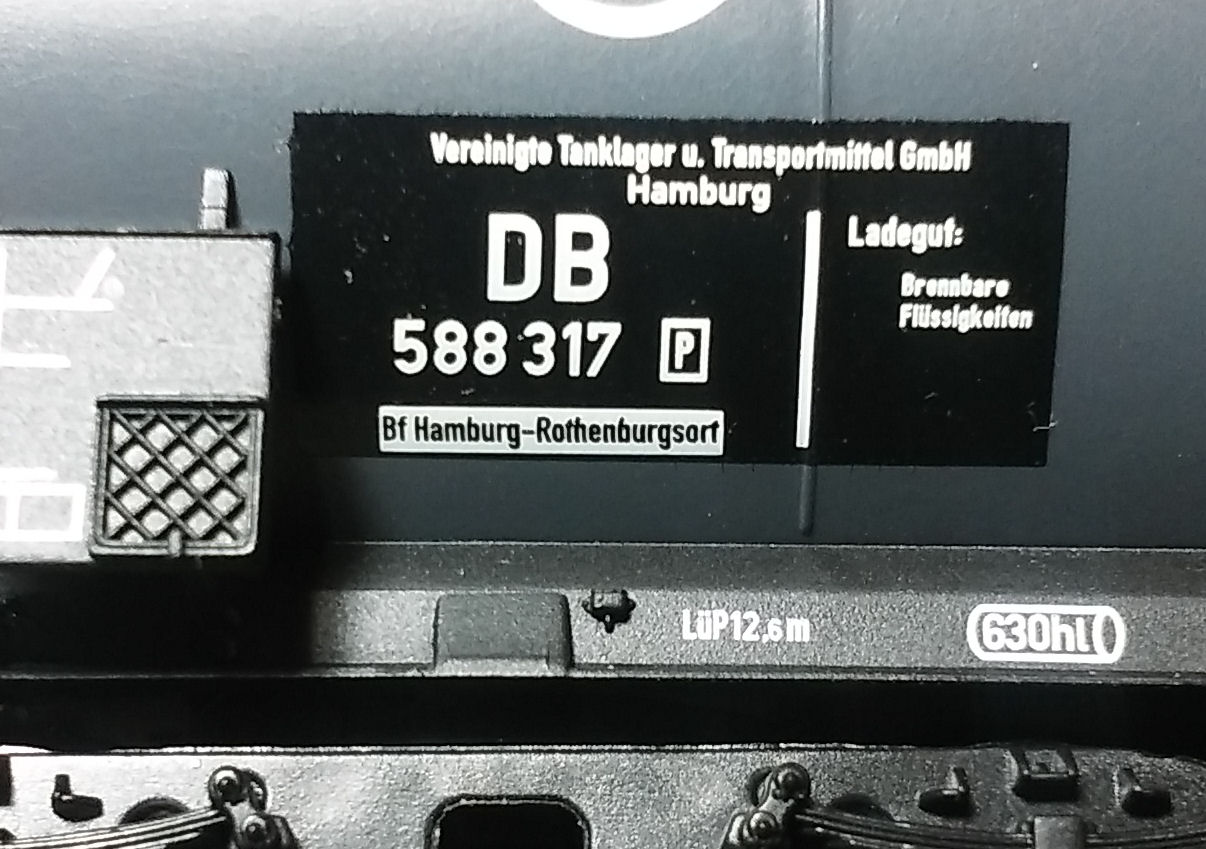 Vereinigte Tanklager u. Transportmittel GmbH
Hamburg
DB
588 317 P
Bf Hamburg-Rothenburgsort
Ladegut:
Brennbare
Flüssigkeiten
LüP12,6m
630hl